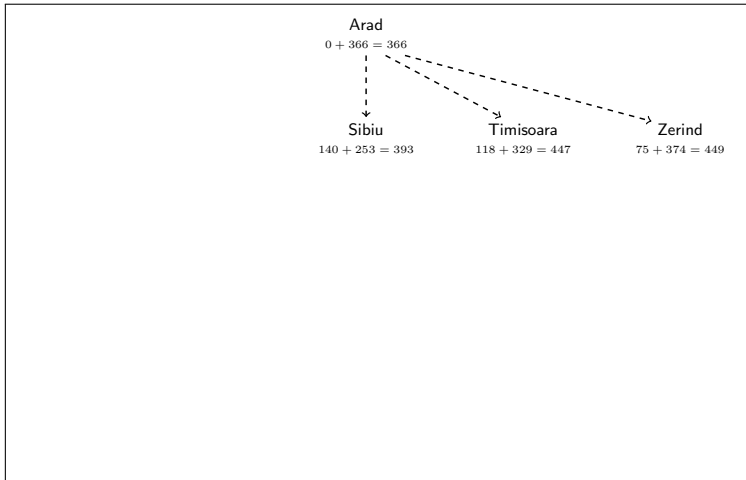 Arad
0 + 366 = 366
Sibiu
140 + 253 = 393
Timisoara
118 + 329 = 447
Zerind
75 + 374 = 449